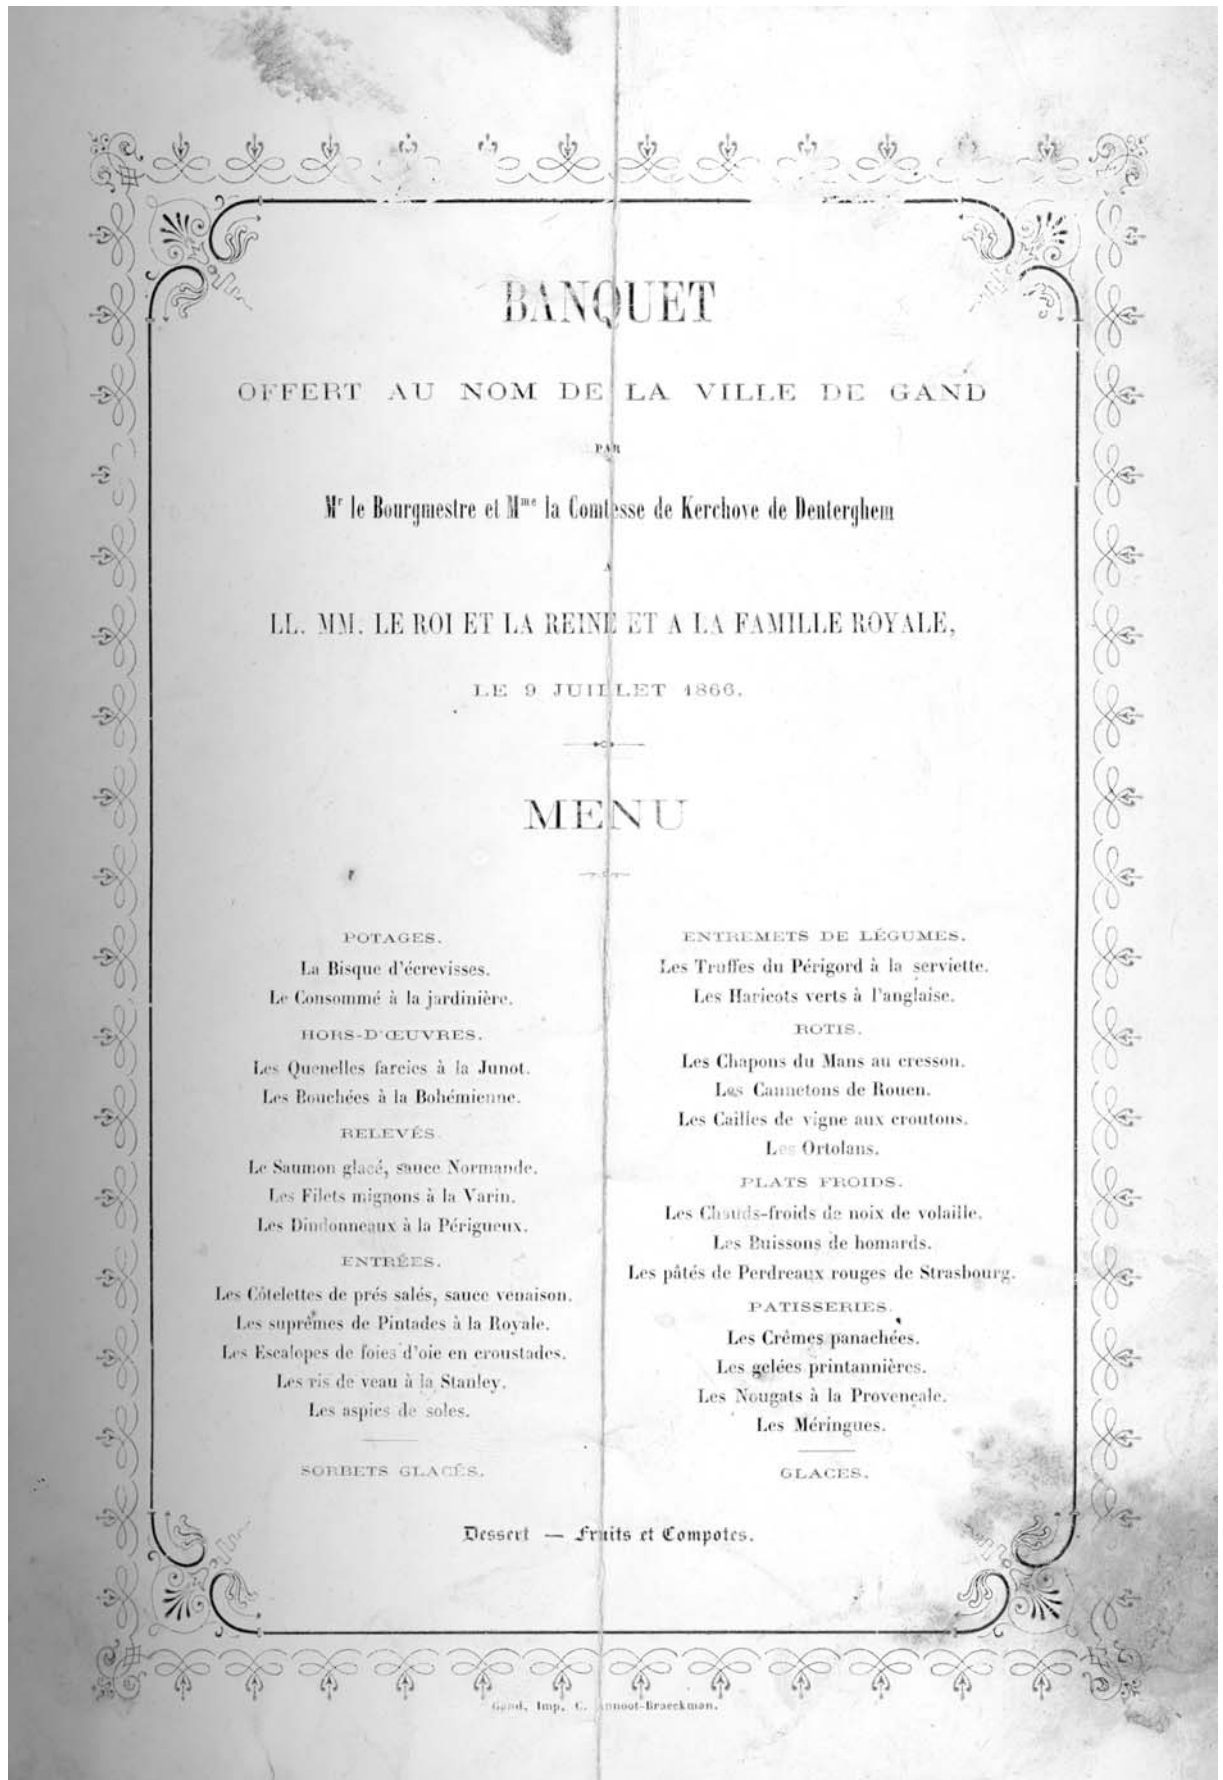 BANQUET
OFFERT AU NOM DE LA VILLE DE GAND
PAR
Mr le Bourgmestre et Mme la Comtesse de Kerchove de Denterghem
A
LL. MM. LE ROI ET LA REINE ET A LA FAMILLE ROYALE,
LE 9 JUILLET 1866.
MENU
POTAGES.
La Bisque d'écrevisses.
Le Consommé à la jardinière.
HORS-D'ŒUVRES.
Les Quenelles farcies à la Junot.
Les Bouchées à la Bohémienne.
RELEVÉS.
Le Saumon glacé, sauce Normande.
Les Filets mignons à la Varin.
Les Dindonneaux à la Périgueux.
ENTRÉES.
Les Côtelettes de prés salés, sauce venaison.
Les suprêmes de Pintades à la Royale.
Les Escalopes de foies d'oie en croustades.
Les ris de veau à la Stanley.
Les aspics de soles.
SORBETS GLACÉS.
ENTREMETS DE LÉGUMES.
Les Truffes du Périgord à la serviette.
Les Haricots verts à l'anglaise.
ROTIS.
Les Chapons du Mans au cresson.
Les Cannetons de Rouen.
Les Cailles de vigne aux croutons.
Les Ortolans.
PLATS FROIDS.
Les Chauds-froids de noix de volaille.
Les Buissons de homards.
Les pâtés de Perdreaux rouges de Strasbourg.
PATISSERIES.
Les Crêmes panachées.
Les gelées printannières.
Les Nougats à la Provençale.
Les Méringues.
GLACES.
Dessert — Fruits et Compotes.
Gand, Imp. C. Annoot-Braeckman.